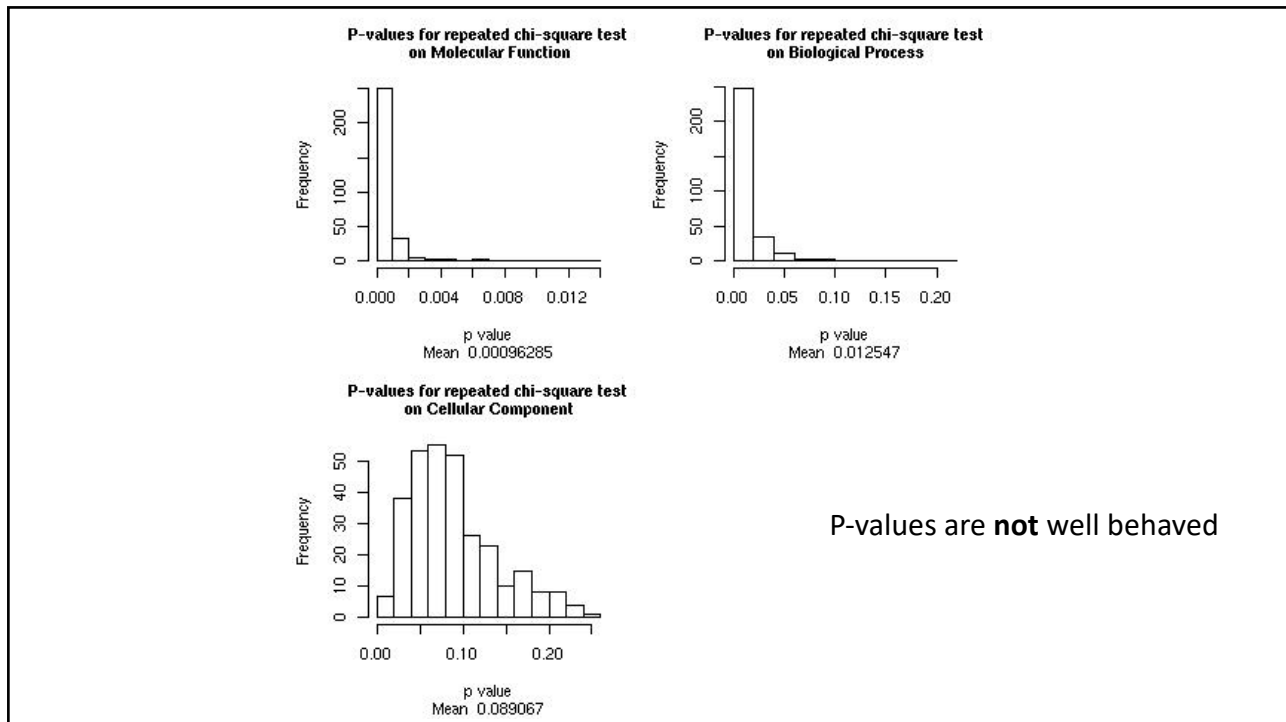 P-values for repeated chi-square test
on Molecular Function
Frequency
200
100
50
0
0.000 0.004 0.008 0.012
p value
Mean 0.00096285
P-values for repeated chi-square test
on Biological Process
Frequency
200
100
50
0
0.00 0.05 0.10 0.15 0.20
p value
Mean 0.012547
P-values for repeated chi-square test
on Cellular Component
Frequency
50
40
30
20
10
0
0.00 0.10 0.20
p value
Mean 0.089067
P-values are not well behaved